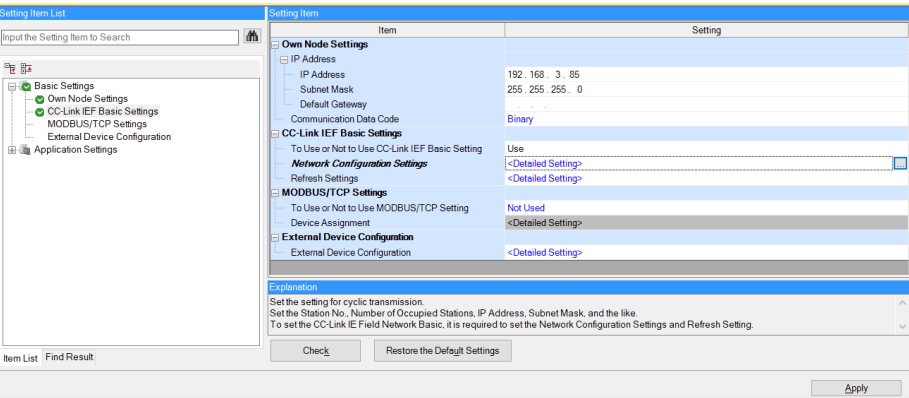 Setting Item List
Input the Setting Item to Search
Basic Settings
Own Node Settings
CC-Link IEF Basic Settings
MODBUS/TCP Settings
External Device Configuration
Application Settings
Item List Find Result
Setting Item
Item Setting
Own Node Settings
IP Address
IP Address 192 . 168 . 3 . 85
Subnet Mask 255 . 255 . 255 . 0
Default Gateway . . .
Communication Data Code Binary
CC-Link IEF Basic Settings
To Use or Not to Use CC-Link IEF Basic Setting Use
Network Configuration Settings <Detailed Setting> ...
Refresh Settings <Detailed Setting>
MODBUS/TCP Settings
To Use or Not to Use MODBUS/TCP Setting Not Used
Device Assignment <Detailed Setting>
External Device Configuration
External Device Configuration <Detailed Setting>
Explanation
Set the setting for cyclic transmission.
Set the Station No., Number of Occupied Stations, IP Address, Subnet Mask, and the like.
To set the CC-Link IE Field Network Basic, it is required to set the Network Configuration Settings and Refresh Setting.
Check Restore the Default Settings
Apply